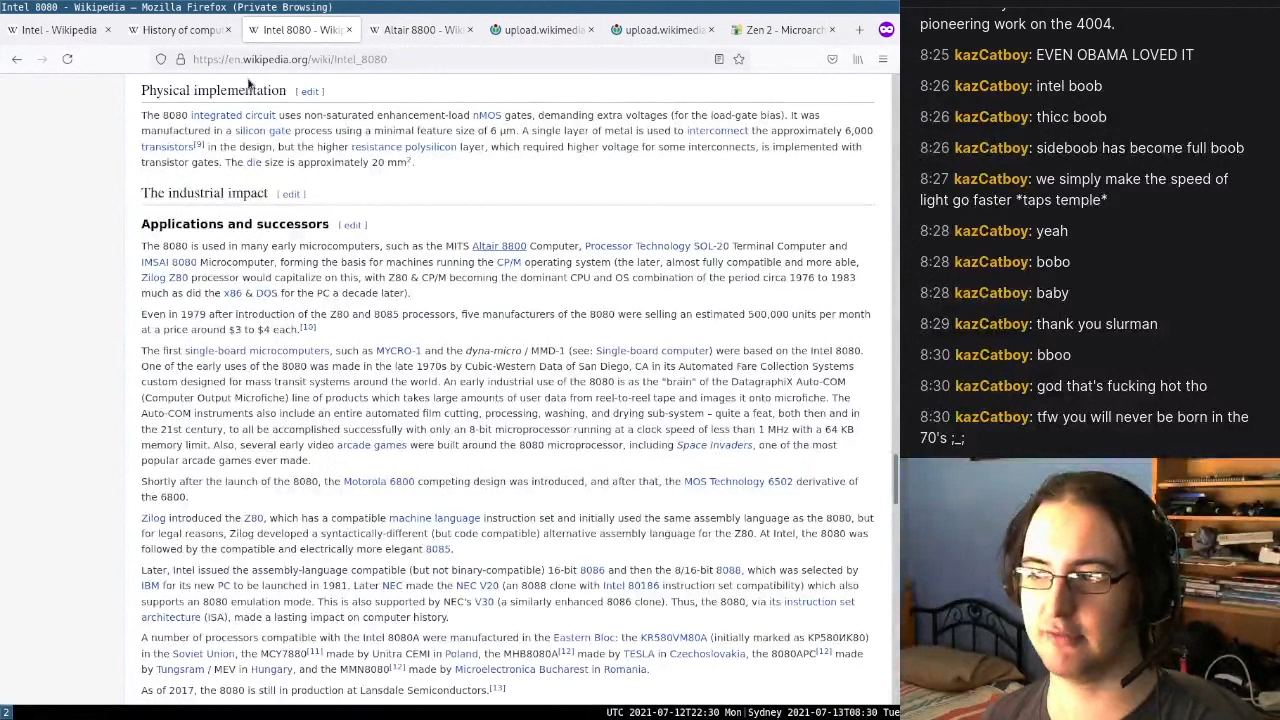 Intel 8080 - Wikipedia — Mozilla Firefox (Private Browsing)
Intel - Wikipedia
History of comput
Intel 8080 - Wikip
Altair 8800 - Wiki
upload.wikimedia
upload.wikimedia.
Zen 2 - Microarch
https://en.wikipedia.org/wiki/Intel_8080
Physical implementation [ edit ]
The 8080 integrated circuit uses non-saturated enhancement-load nMOS gates, demanding extra voltages (for the load-gate bias). It was
manufactured in a silicon gate process using a minimal feature size of 6 μm. A single layer of metal is used to interconnect the approximately 6,000
transistors[9] in the design, but the higher resistance polysilicon layer, which required higher voltage for some interconnects, is implemented with
transistor gates. The die size is approximately 20 mm2.
The industrial impact [ edit ]
Applications and successors [ edit ]
The 8080 is used in many early microcomputers, such as the MITS Altair 8800 Computer, Processor Technology SOL-20 Terminal Computer and
IMSAI 8080 Microcomputer, forming the basis for machines running the CP/M operating system (the later, almost fully compatible and more able,
Zilog Z80 processor would capitalize on this, with Z80 & CP/M becoming the dominant CPU and OS combination of the period circa 1976 to 1983
much as did the x86 & DOS for the PC a decade later).
Even in 1979 after introduction of the Z80 and 8085 processors, five manufacturers of the 8080 were selling an estimated 500,000 units per month
at a price around $3 to $4 each.[10]
The first single-board microcomputers, such as MYCRO-1 and the dyna-micro / MMD-1 (see: Single-board computer) were based on the Intel 8080.
One of the early uses of the 8080 was made in the late 1970s by Cubic-Western Data of San Diego, CA in its Automated Fare Collection Systems
custom designed for mass transit systems around the world. An early industrial use of the 8080 is as the "brain" of the DatagraphiX Auto-COM
(Computer Output Microfiche) line of products which takes large amounts of user data from reel-to-reel tape and images it onto microfiche. The
Auto-COM instruments also include an entire automated film cutting, processing, washing, and drying sub-system – quite a feat, both then and in
the 21st century, to all be accomplished successfully with only an 8-bit microprocessor running at a clock speed of less than 1 MHz with a 64 KB
memory limit. Also, several early video arcade games were built around the 8080 microprocessor, including Space Invaders, one of the most
popular arcade games ever made.
Shortly after the launch of the 8080, the Motorola 6800 competing design was introduced, and after that, the MOS Technology 6502 derivative of
the 6800.
Zilog introduced the Z80, which has a compatible machine language instruction set and initially used the same assembly language as the 8080, but
for legal reasons, Zilog developed a syntactically-different (but code compatible) alternative assembly language for the Z80. At Intel, the 8080 was
followed by the compatible and electrically more elegant 8085.
Later, Intel issued the assembly-language compatible (but not binary-compatible) 16-bit 8086 and then the 8/16-bit 8088, which was selected by
IBM for its new PC to be launched in 1981. Later NEC made the NEC V20 (an 8088 clone with Intel 80186 instruction set compatibility) which also
supports an 8080 emulation mode. This is also supported by NEC's V30 (a similarly enhanced 8086 clone). Thus, the 8080, via its instruction set
architecture (ISA), made a lasting impact on computer history.
A number of processors compatible with the Intel 8080A were manufactured in the Eastern Bloc: the KR580VM80A (initially marked as КР580ИК80)
in the Soviet Union, the MCY7880[11] made by Unitra CEMI in Poland, the MHB8080A[12] made by TESLA in Czechoslovakia, the 8080APC[12] made
by Tungsram / MEV in Hungary, and the MMN8080[12] made by Microelectronica Bucharest in Romania.
As of 2017, the 8080 is still in production at Lansdale Semiconductors.[13]
2
UTC 2021-07-12T22:30 Mon|Sydney 2021-07-13T08:30 Tue
pioneering work on the 4004.
8:25 kazCatboy: EVEN OBAMA LOVED IT
8:26 kazCatboy: intel boob
8:26 kazCatboy: thicc boob
8:26 kazCatboy: sideboob has become full boob
8:27 kazCatboy: we simply make the speed of
light go faster *taps temple*
8:28 kazCatboy: yeah
8:28 kazCatboy: bobo
8:28 kazCatboy: baby
8:29 kazCatboy: thank you slurman
8:30 kazCatboy: bboo
8:30 kazCatboy: god that's fucking hot tho
8:30 kazCatboy: tfw you will never be born in the
70's ;_;